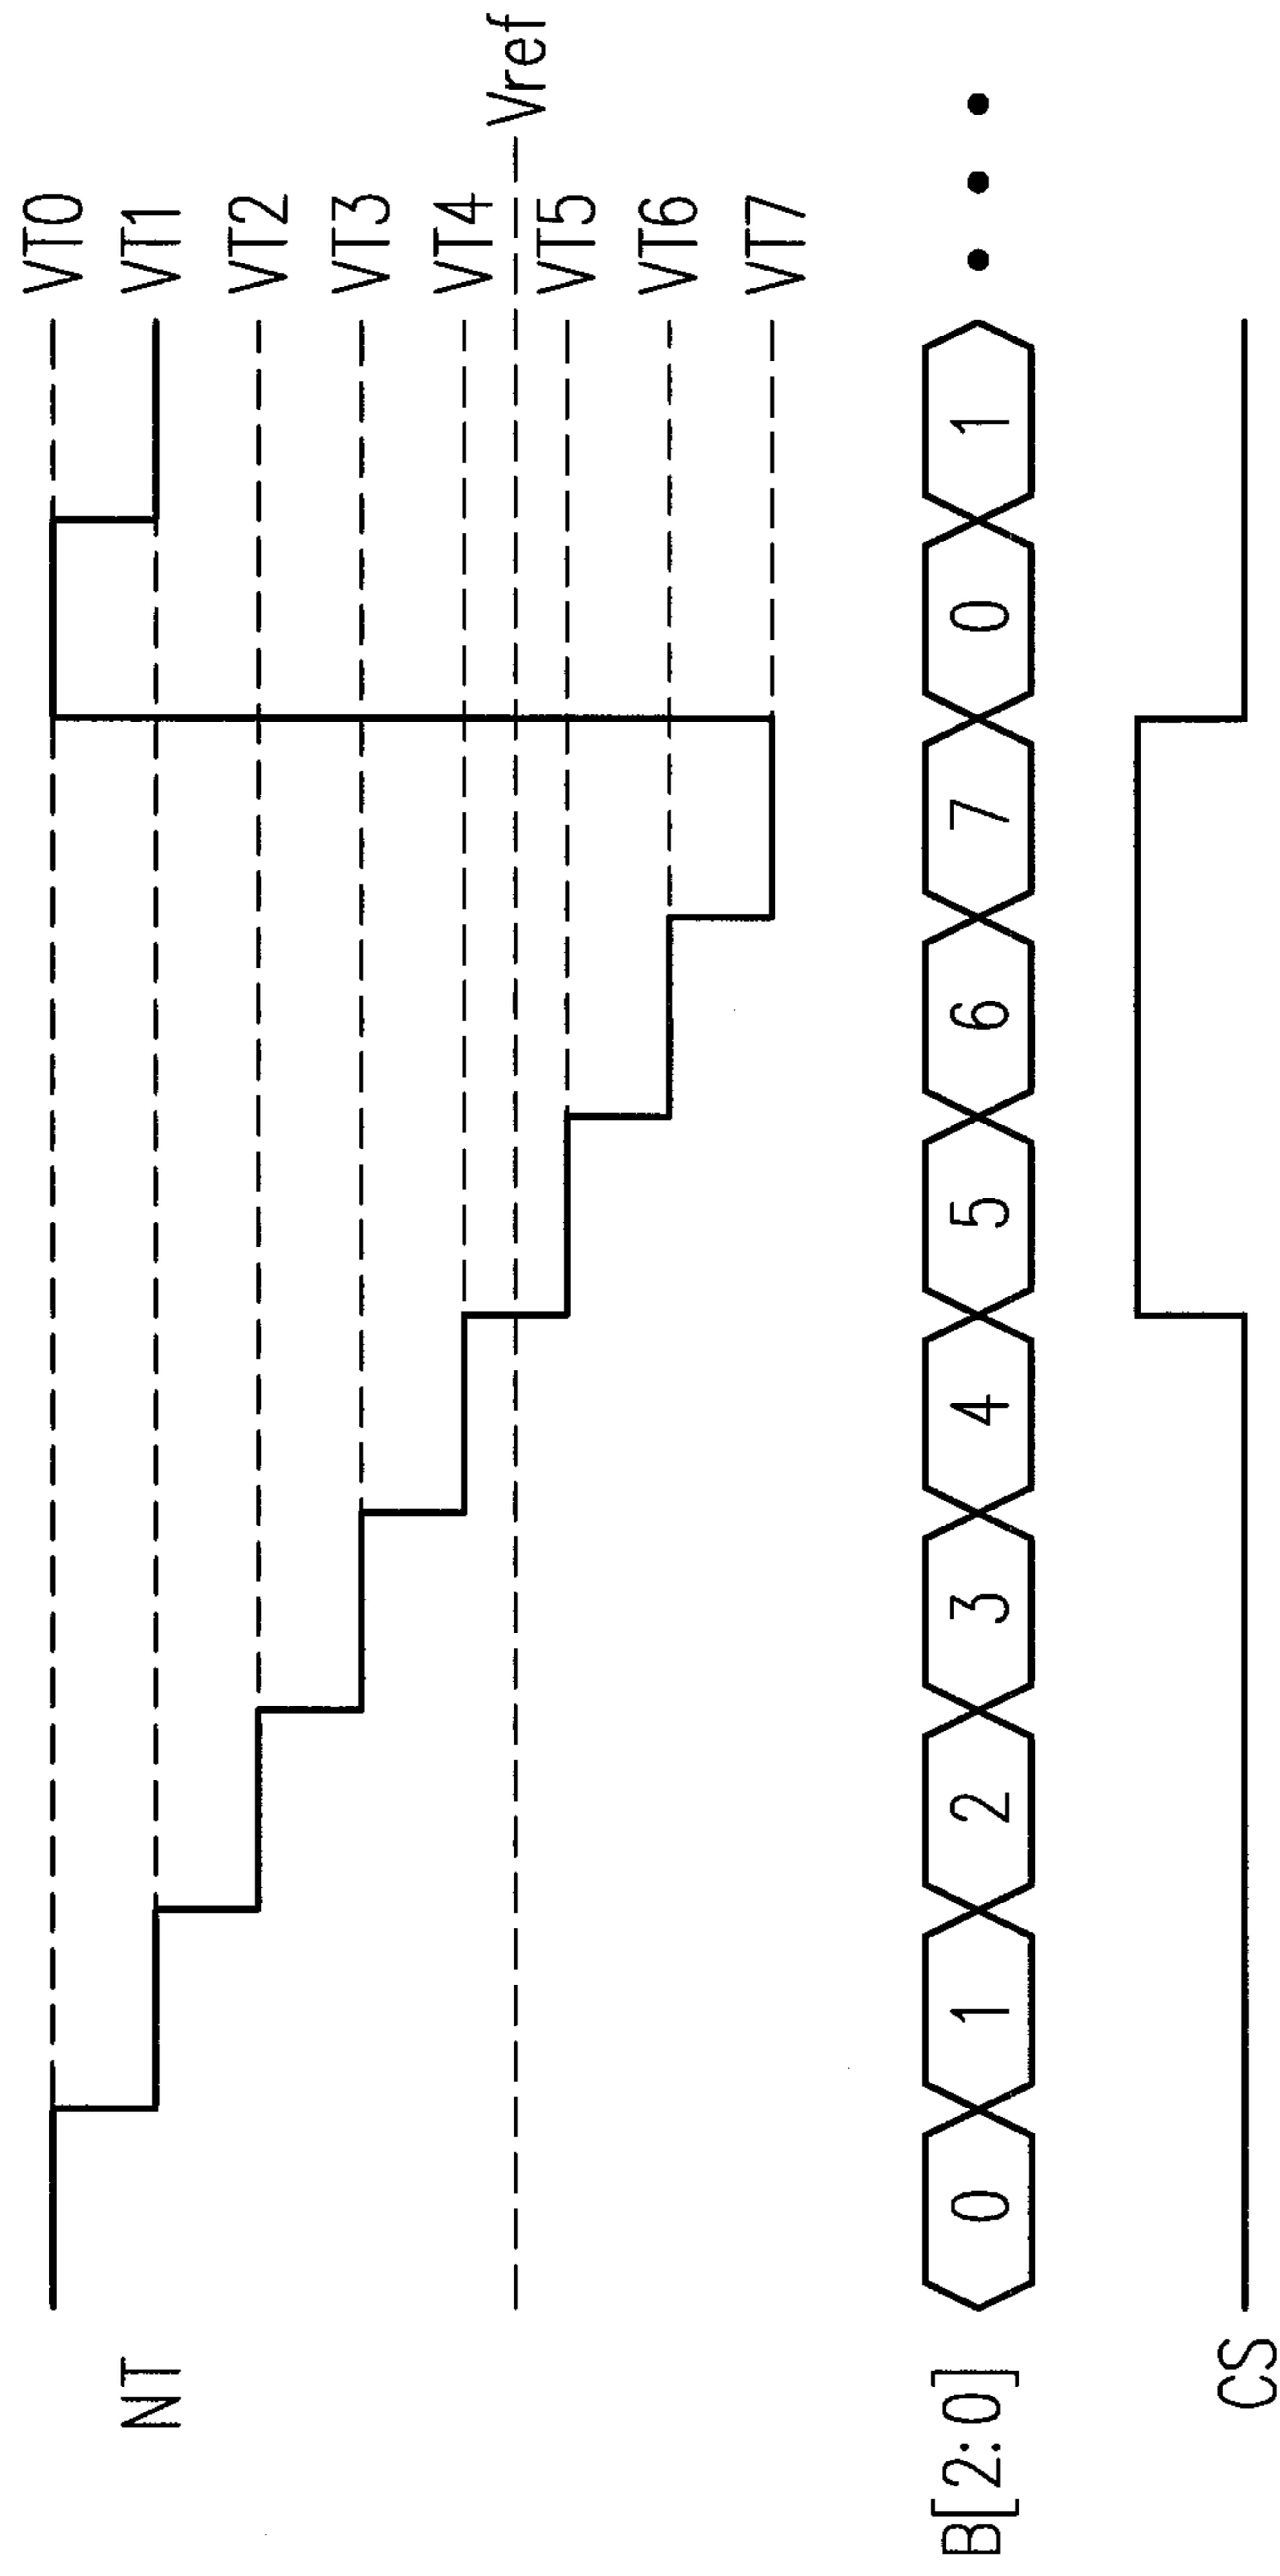 VT0
NT
VT1
VT2
VT3
VT4
Vref
VT5
VT6
VT7
B[2:0] 0 1 2 3 4 5 6 7 0 1 • • •
CS